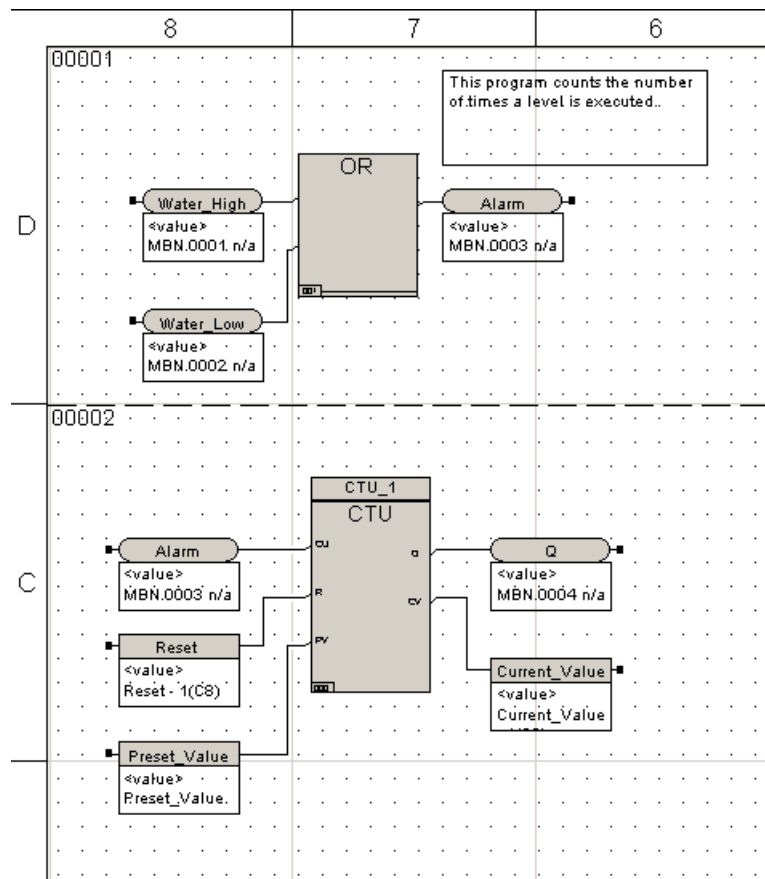 8 7 6
00001
This program counts the number
of times a level is executed..
OR
Water_High
<value>
MBN.0001 n/a
Alarm
<value>
MBN.0003 n/a
D
001
Water_Low
<value>
MBN.0002 n/a
00002
CTU_1
CTU
Alarm
<value>
MBN.0003 n/a
CU
Q
Q
<value>
MBN.0004 n/a
C
R
CV
Reset
<value>
Reset - 1(C8)
PV
Current_Value
<value>
Current_Value
Preset_Value
<value>
Preset_Value.